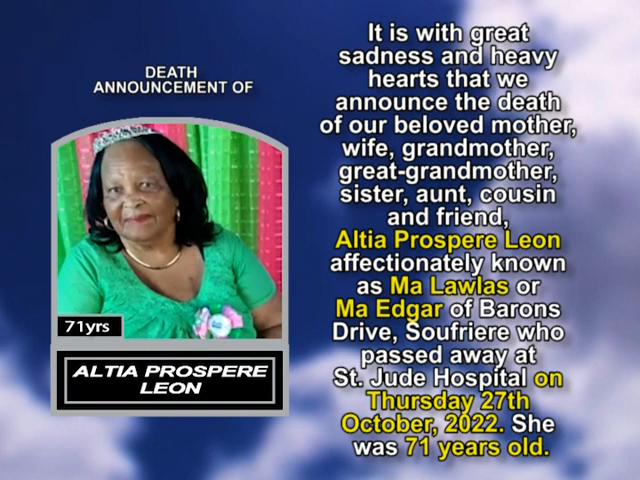 DEATH
ANNOUNCEMENT OF
71yrs
ALTIA PROSPERE
LEON
It is with great
sadness and heavy
hearts that we
announce the death
of our beloved mother,
wife, grandmother,
great-grandmother,
sister, aunt, cousin
and friend,
Altia Prospere Leon
affectionately known
as Ma Lawlas or
Ma Edgar of Barons
Drive, Soufriere who
passed away at
St. Jude Hospital on
Thursday 27th
October, 2022. She
was 71 years old.